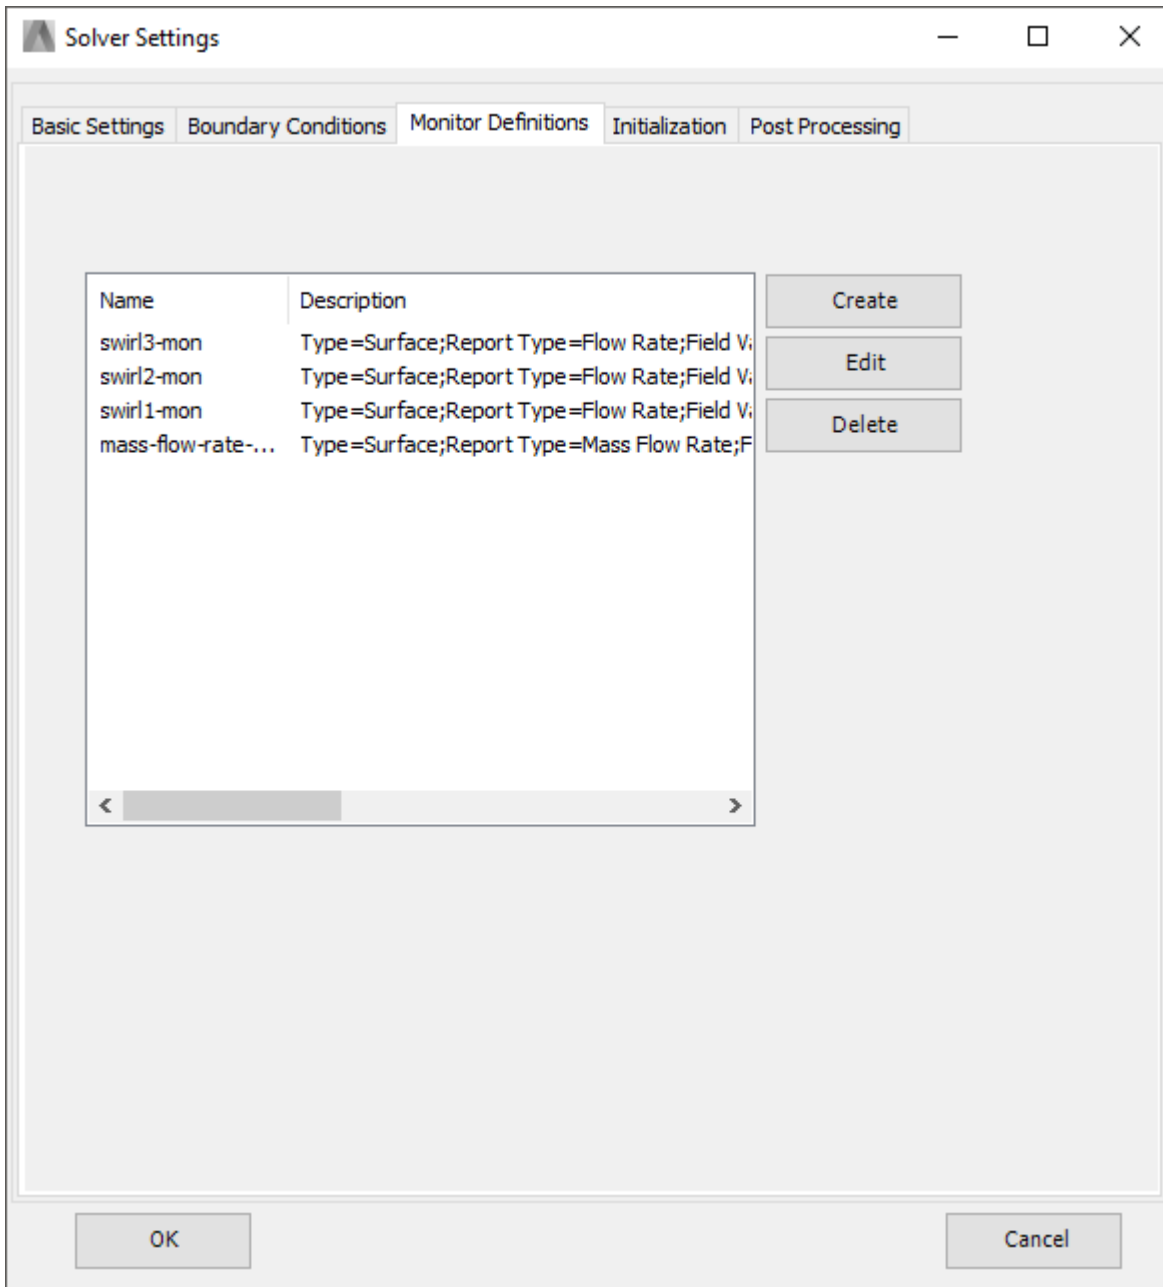 Solver Settings
Basic Settings Boundary Conditions Monitor Definitions Initialization Post Processing
Name Description Create
swirl3-mon Type=Surface;Report Type=Flow Rate;Field
swirl2-mon Type=Surface;Report Type=Flow Rate;Field Edit
swirl1-mon Type=Surface;Report Type=Flow Rate;Field
mass-flow-rate-... Type=Surface;Report Type=Mass Flow Rate;F Delete
OK Cancel